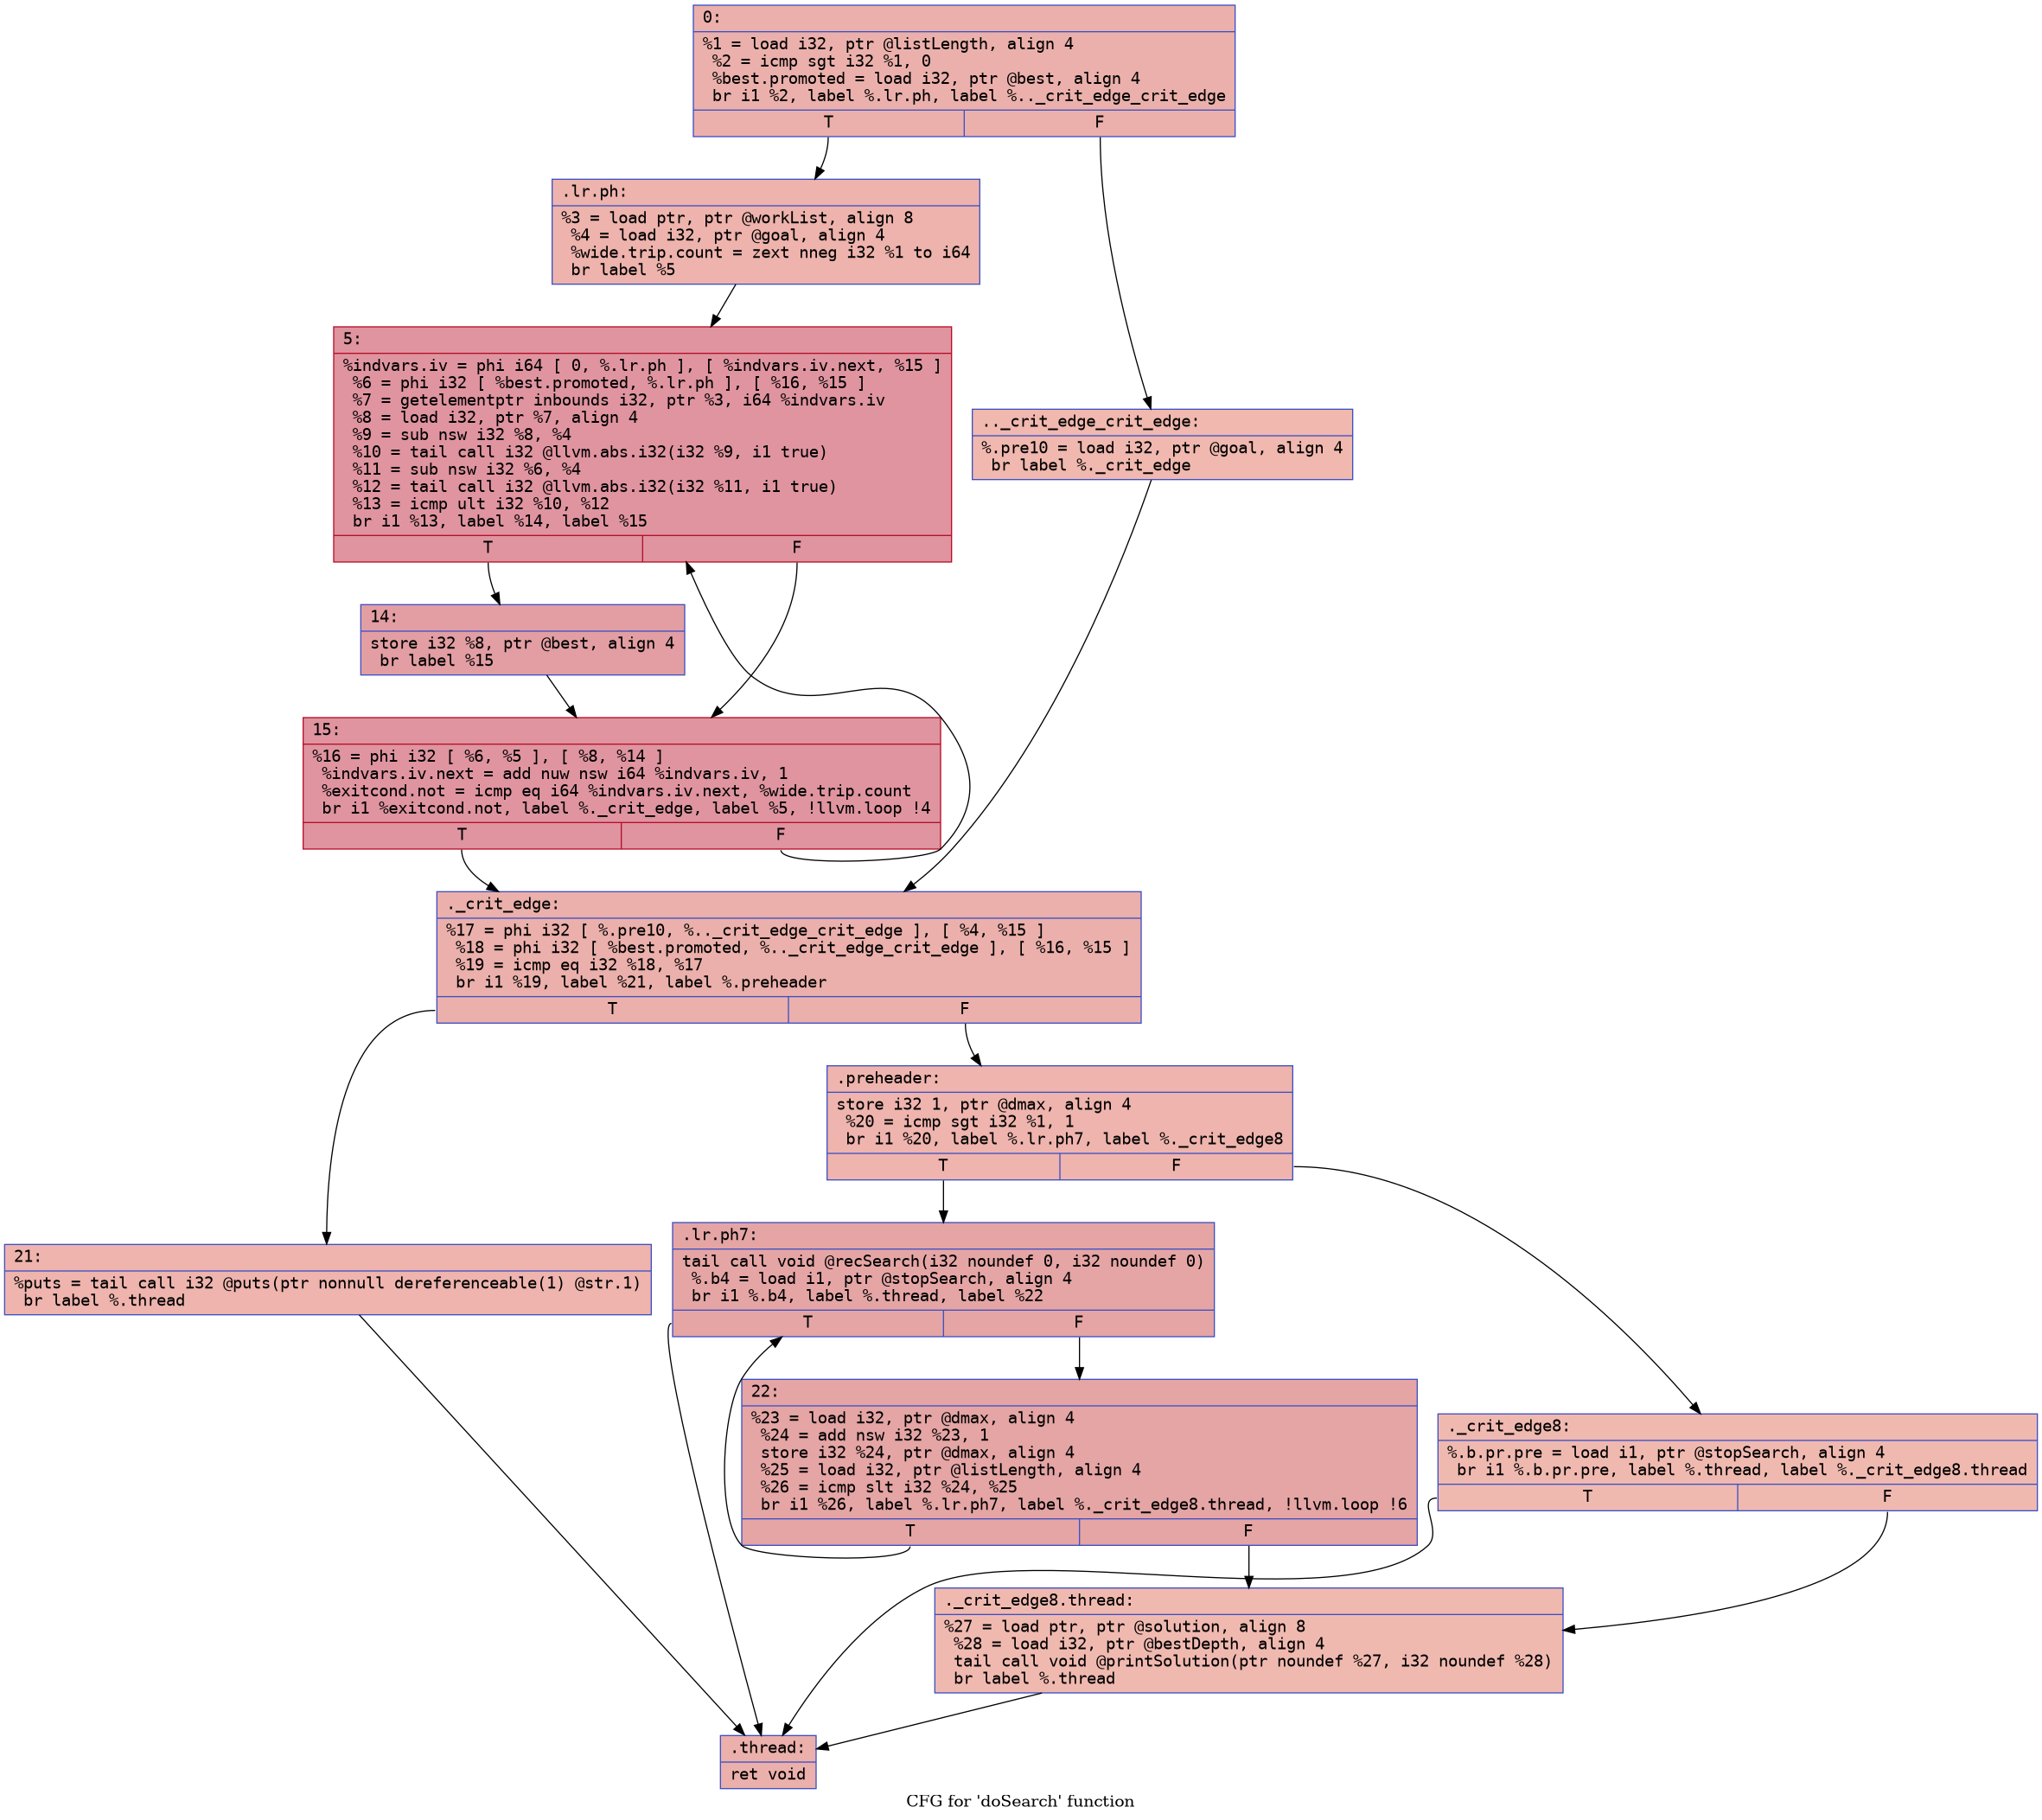 0:
%1 = load i32, ptr @listLength, align 4
%2 = icmp sgt i32 %1, 0
%best.promoted = load i32, ptr @best, align 4
br i1 %2, label %.lr.ph, label %.._crit_edge_crit_edge
T F
.lr.ph:
%3 = load ptr, ptr @workList, align 8
%4 = load i32, ptr @goal, align 4
%wide.trip.count = zext nneg i32 %1 to i64
br label %5
5:
%indvars.iv = phi i64 [ 0, %.lr.ph ], [ %indvars.iv.next, %15 ]
%6 = phi i32 [ %best.promoted, %.lr.ph ], [ %16, %15 ]
%7 = getelementptr inbounds i32, ptr %3, i64 %indvars.iv
%8 = load i32, ptr %7, align 4
%9 = sub nsw i32 %8, %4
%10 = tail call i32 @llvm.abs.i32(i32 %9, i1 true)
%11 = sub nsw i32 %6, %4
%12 = tail call i32 @llvm.abs.i32(i32 %11, i1 true)
%13 = icmp ult i32 %10, %12
br i1 %13, label %14, label %15
T F
.._crit_edge_crit_edge:
%.pre10 = load i32, ptr @goal, align 4
br label %._crit_edge
14:
store i32 %8, ptr @best, align 4
br label %15
15:
%16 = phi i32 [ %6, %5 ], [ %8, %14 ]
%indvars.iv.next = add nuw nsw i64 %indvars.iv, 1
%exitcond.not = icmp eq i64 %indvars.iv.next, %wide.trip.count
br i1 %exitcond.not, label %._crit_edge, label %5, !llvm.loop !4
T F
._crit_edge:
%17 = phi i32 [ %.pre10, %.._crit_edge_crit_edge ], [ %4, %15 ]
%18 = phi i32 [ %best.promoted, %.._crit_edge_crit_edge ], [ %16, %15 ]
%19 = icmp eq i32 %18, %17
br i1 %19, label %21, label %.preheader
T F
.preheader:
store i32 1, ptr @dmax, align 4
%20 = icmp sgt i32 %1, 1
br i1 %20, label %.lr.ph7, label %._crit_edge8
T F
21:
%puts = tail call i32 @puts(ptr nonnull dereferenceable(1) @str.1)
br label %.thread
.lr.ph7:
tail call void @recSearch(i32 noundef 0, i32 noundef 0)
%.b4 = load i1, ptr @stopSearch, align 4
br i1 %.b4, label %.thread, label %22
T F
22:
%23 = load i32, ptr @dmax, align 4
%24 = add nsw i32 %23, 1
store i32 %24, ptr @dmax, align 4
%25 = load i32, ptr @listLength, align 4
%26 = icmp slt i32 %24, %25
br i1 %26, label %.lr.ph7, label %._crit_edge8.thread, !llvm.loop !6
T F
._crit_edge8:
%.b.pr.pre = load i1, ptr @stopSearch, align 4
br i1 %.b.pr.pre, label %.thread, label %._crit_edge8.thread
T F
._crit_edge8.thread:
%27 = load ptr, ptr @solution, align 8
%28 = load i32, ptr @bestDepth, align 4
tail call void @printSolution(ptr noundef %27, i32 noundef %28)
br label %.thread
.thread:
ret void
CFG for 'doSearch' function